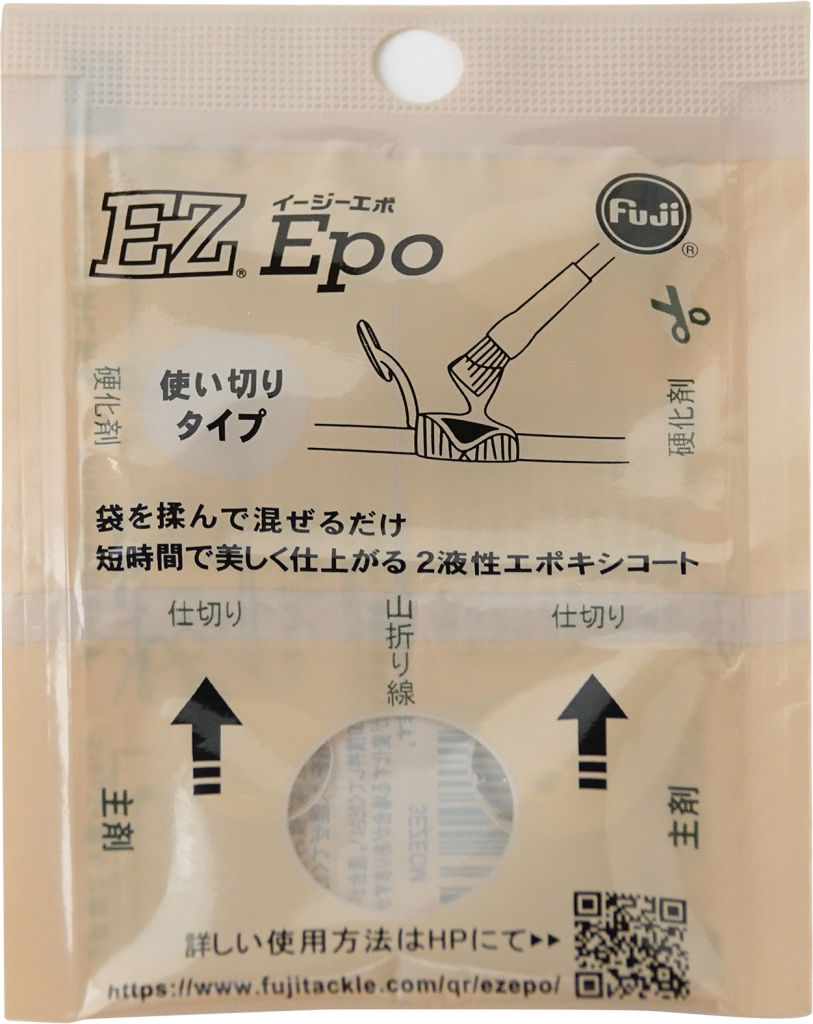 イージーエポ
EZ® Epo
Fuji®
硬化剤
使い切り
タイプ
硬化剤
袋を揉んで混ぜるだけ
短時間で美しく仕上がる2液性エポキシコート
仕切り
山折り線
仕切り
主剤
主剤
3EZECM
詳しい使用方法はHPにて▶▶
https://www.fujitackle.com/qr/ezepo/